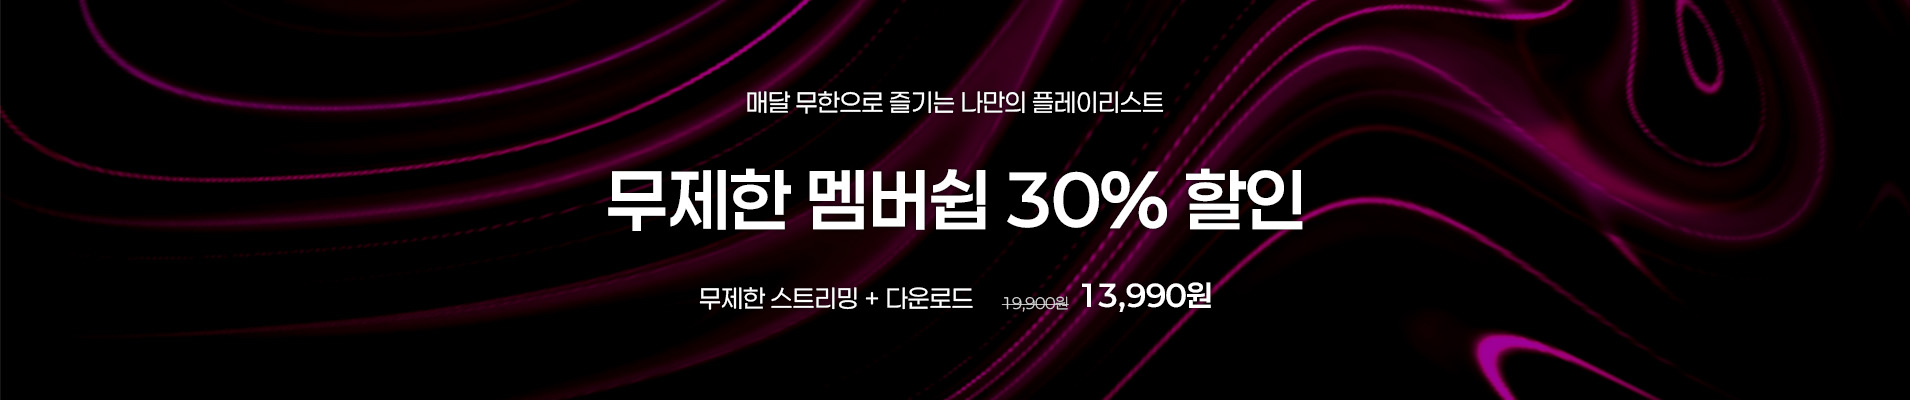 매달 무한으로 즐기는 나만의 플레이리스트
무제한 멤버쉽 30% 할인
무제한 스트리밍 + 다운로드 19,900원 13,990원